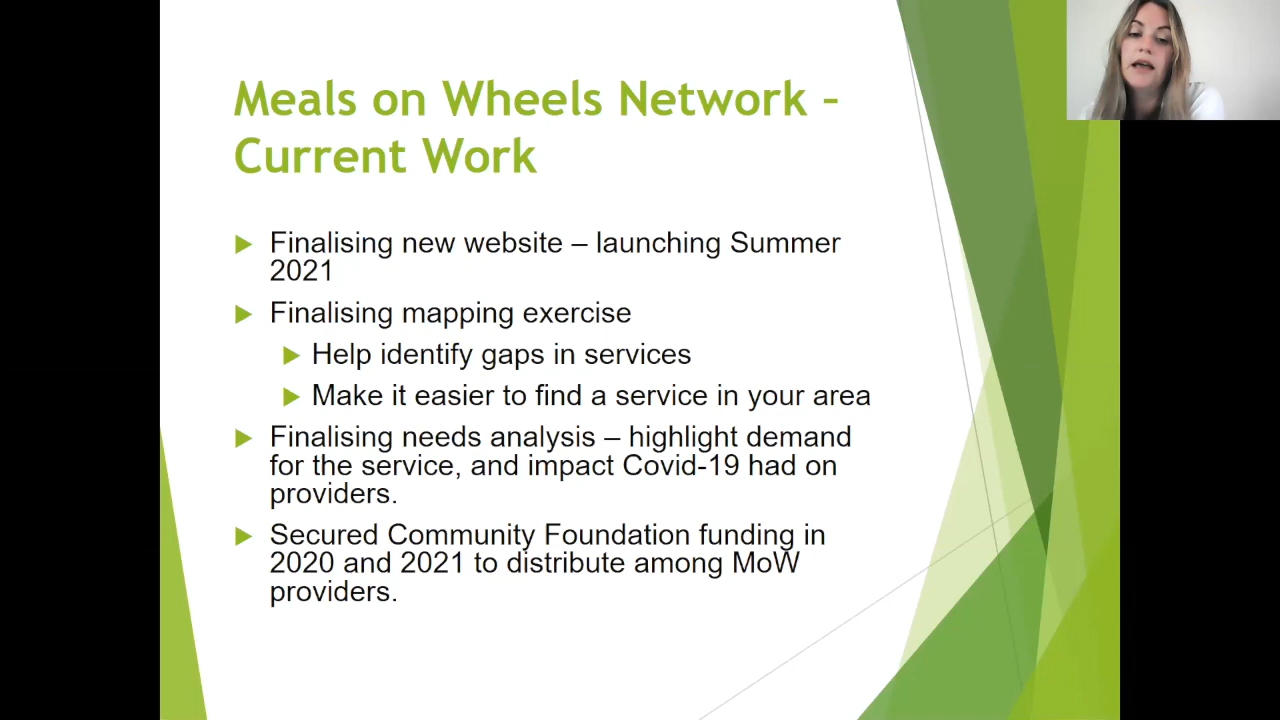 Meals on Wheels Network –
Current Work
Finalising new website – launching Summer
2021
Finalising mapping exercise
Help identify gaps in services
Make it easier to find a service in your area
Finalising needs analysis – highlight demand
for the service, and impact Covid-19 had on
providers.
Secured Community Foundation funding in
2020 and 2021 to distribute among MoW
providers.